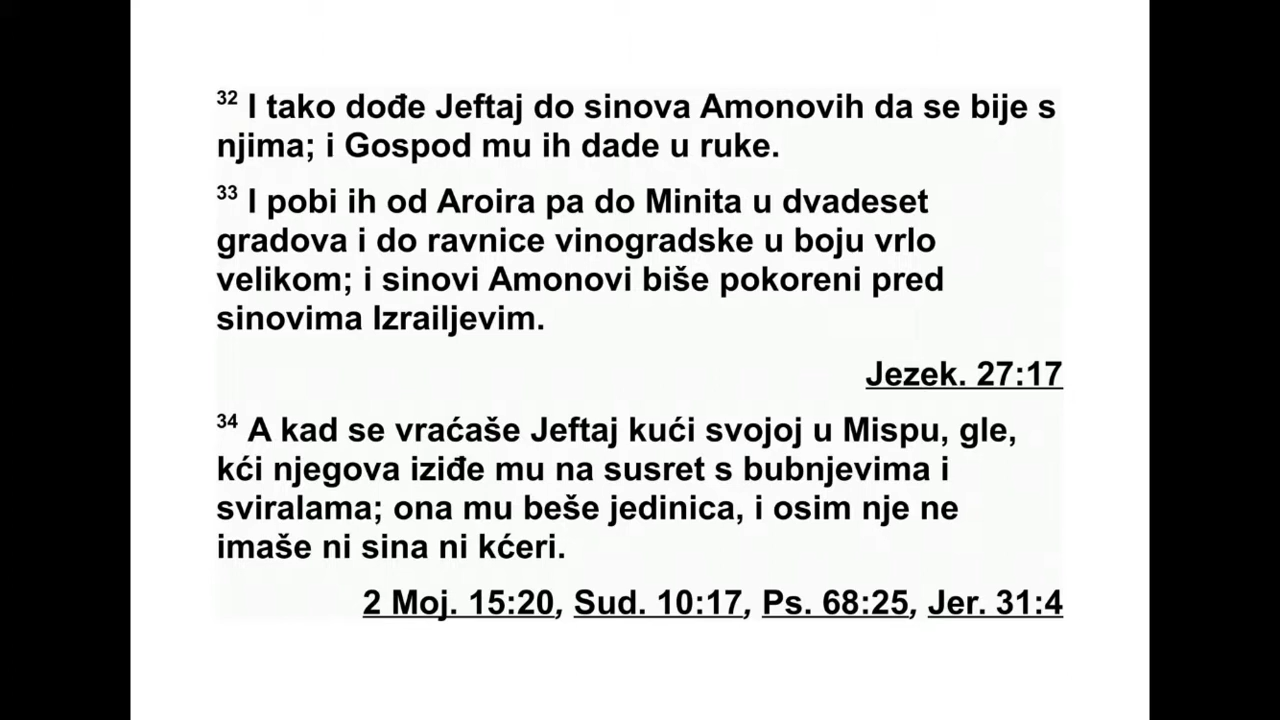 32 I tako dođe Jeftaj do sinova Amonovih da se bije s
njima; i Gospod mu ih dade u ruke.
33 I pobi ih od Aroira pa do Minita u dvadeset
gradova i do ravnice vinogradske u boju vrlo
velikom; i sinovi Amonovi biše pokoreni pred
sinovima Izrailjevim.
Jezek. 27:17
34 A kad se vraćaše Jeftaj kući svojoj u Mispu, gle,
kći njegova iziđe mu na susret s bubnjevima i
sviralama; ona mu beše jedinica, i osim nje ne
imaše ni sina ni kćeri.
2 Moj. 15:20, Sud. 10:17, Ps. 68:25, Jer. 31:4